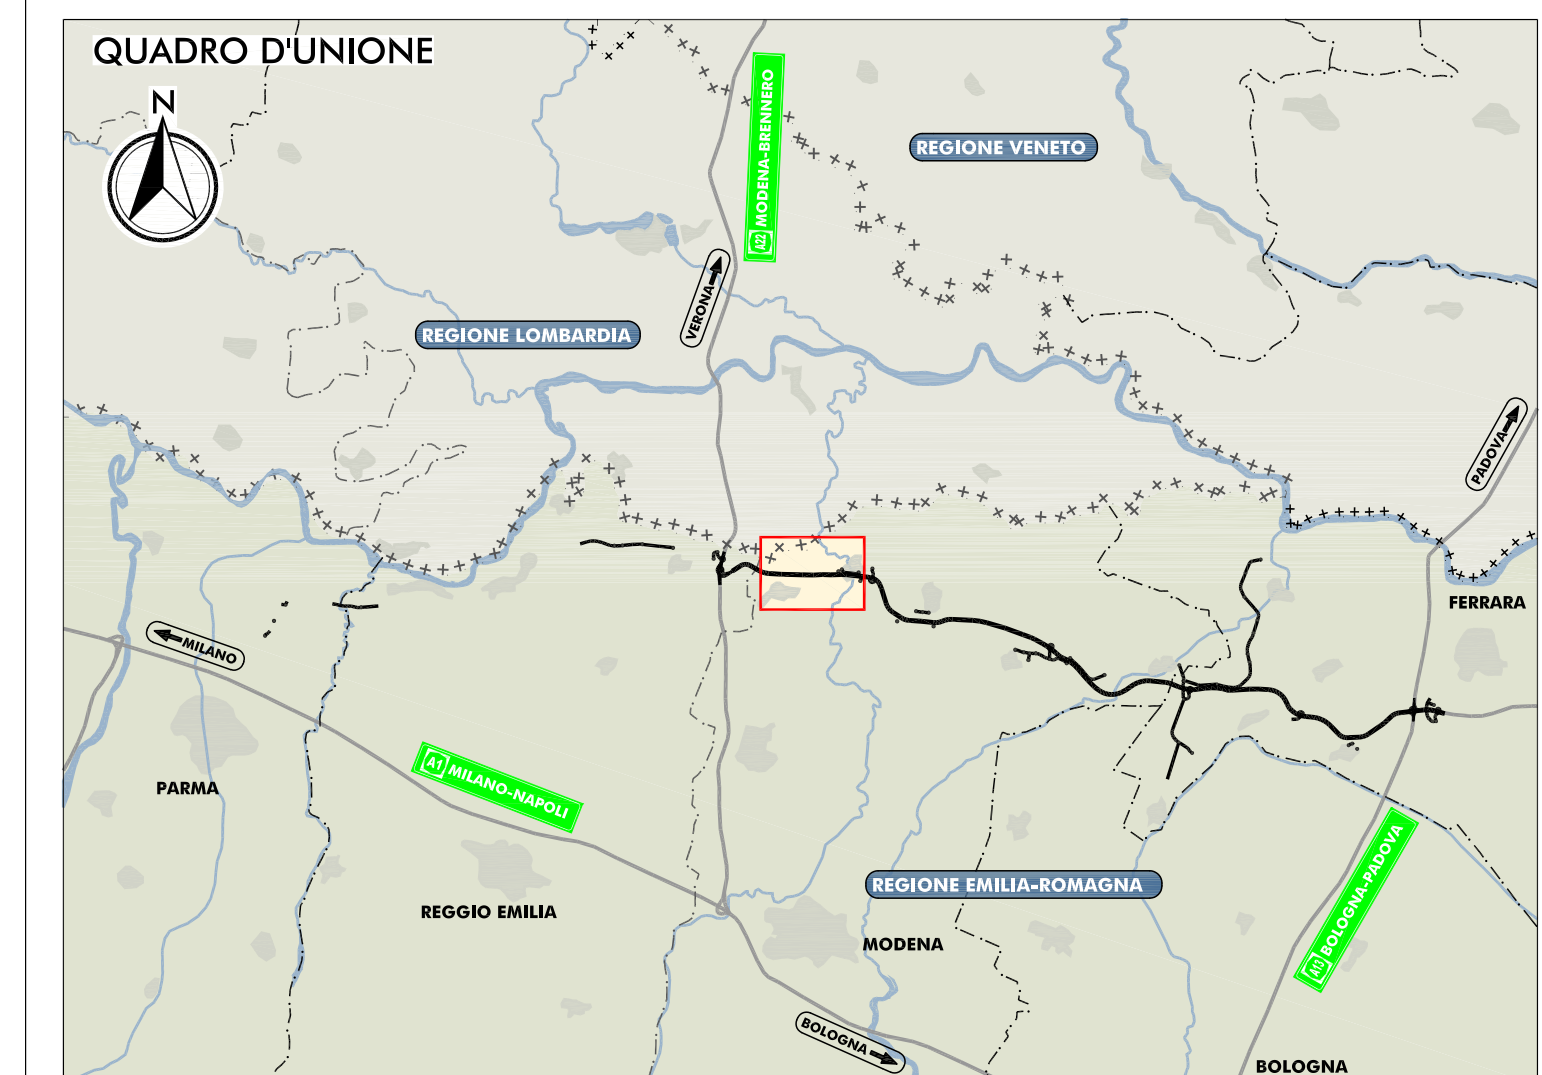 QUADRO D'UNIONE
N
A22 MODENA-BRENNERO
REGIONE VENETO
VERONA
REGIONE LOMBARDIA
PADOVA
FERRARA
MILANO
PARMA
A1 MILANO-NAPOLI
REGGIO EMILIA
REGIONE EMILIA-ROMAGNA
MODENA
A13 BOLOGNA-PADOVA
BOLOGNA
BOLOGNA